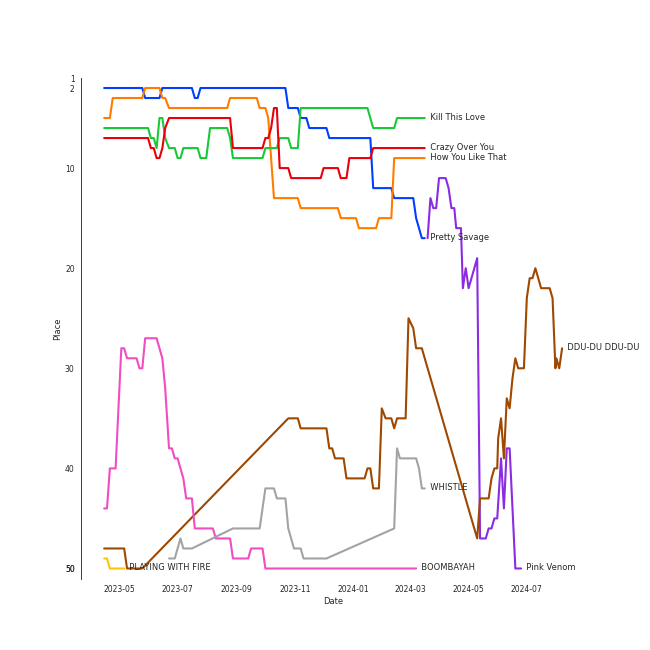 1
2
Kill This Love
Crazy Over You
How You Like That
10
Pretty Savage
20
Place
DDU-DU DDU-DU
30
40
WHISTLE
50
PLAYING WITH FIRE
BOOMBAYAH
Pink Venom
2023-05
2023-07
2023-09
2023-11
2024-01
2024-03
2024-05
2024-07
Date